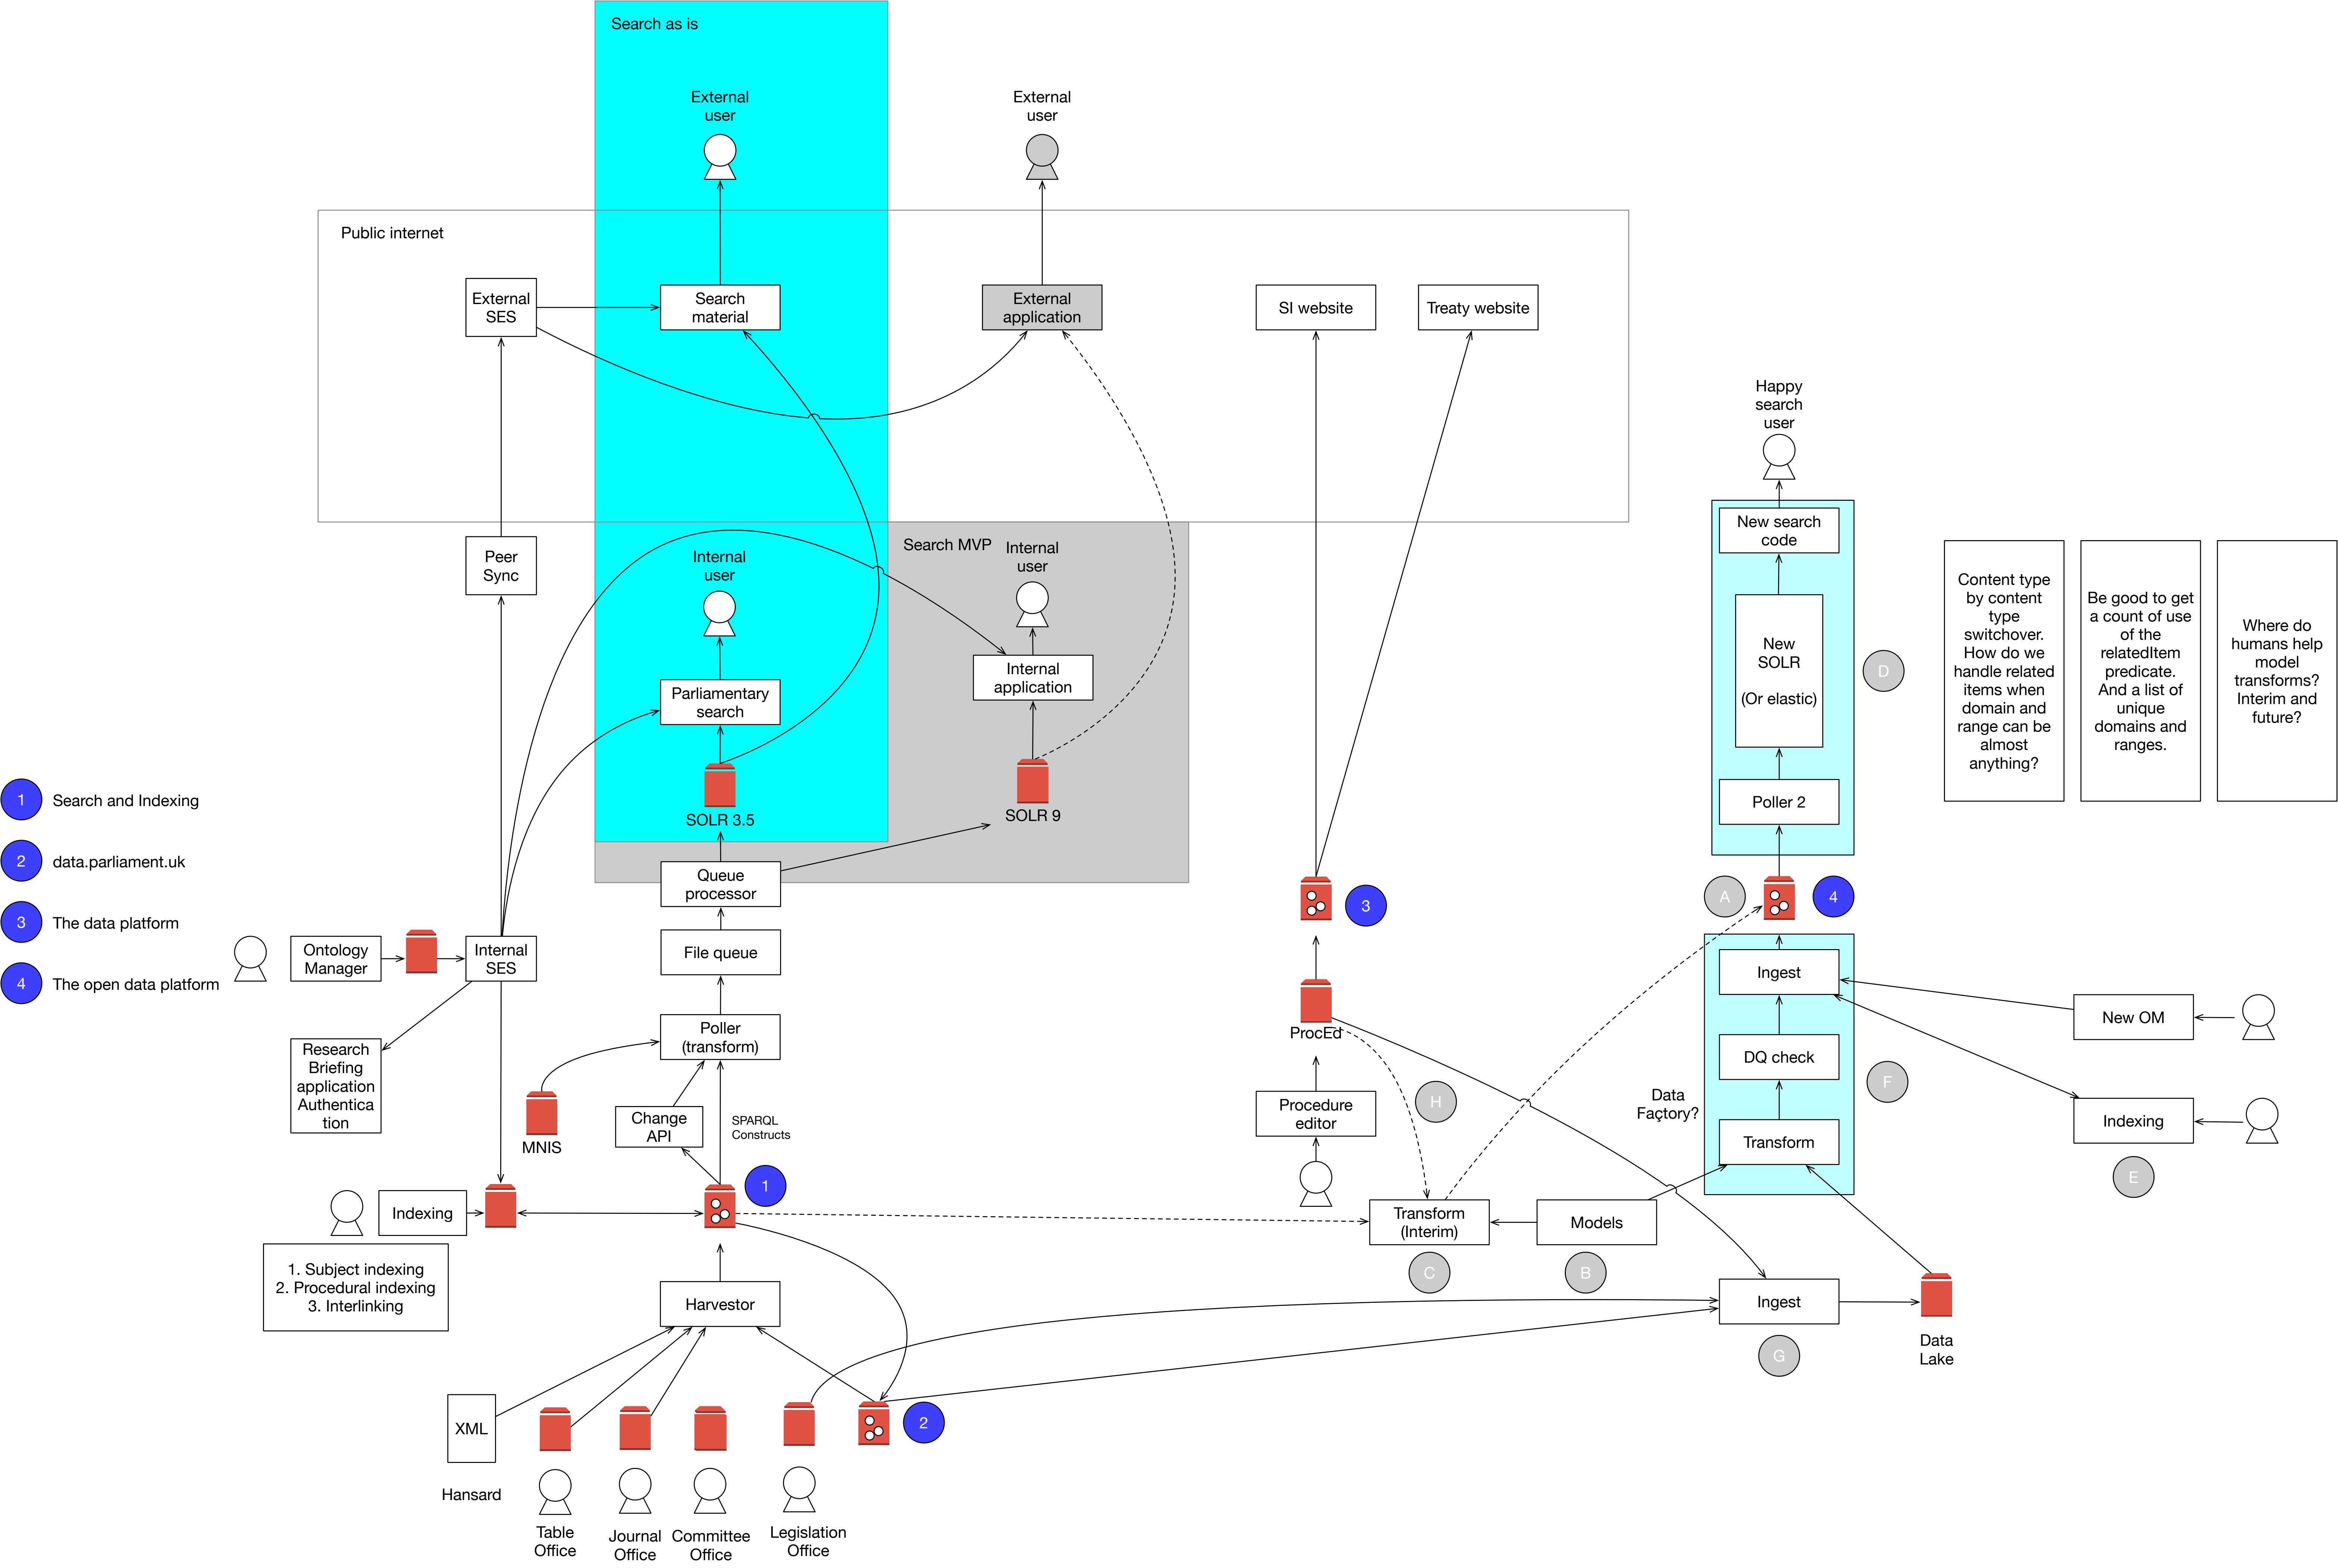 Search as is
External
user
External
user
Public internet
External
SES
Search
material
External
application
SI website
Treaty website
Happy
search
user
New search
code
Peer
Sync
Search MVP
Internal
user
Internal
user
Content type
by content
type
switchover.
How do we
handle related
items when
domain and
range can be
almost
anything?
Be good to get
a count of use
of the
relatedItem
predicate.
And a list of
unique
domains and
ranges.
Where do
humans help
model
transforms?
Interim and
future?
New
SOLR
(Or elastic)
D
Internal
application
Parliamentary
search
Poller 2
SOLR 3.5
SOLR 9
1
Search and Indexing
2
data.parliament.uk
3
The data platform
4
The open data platform
Queue
processor
3
A
4
Ontology
Manager
Internal
SES
File queue
Ingest
New OM
ProcEd
Poller
(transform)
DQ check
F
Research
Briefing
application
Authentica
tion
MNIS
Change
API
SPARQL
Constructs
Procedure
editor
H
Data
Façtory?
Transform
Indexing
E
1
Indexing
Transform
(Interim)
Models
C
B
1. Subject indexing
2. Procedural indexing
3. Interlinking
Harvestor
Ingest
G
Data
Lake
XML
2
Hansard
Table
Office
Journal
Office
Committee
Office
Legislation
Office